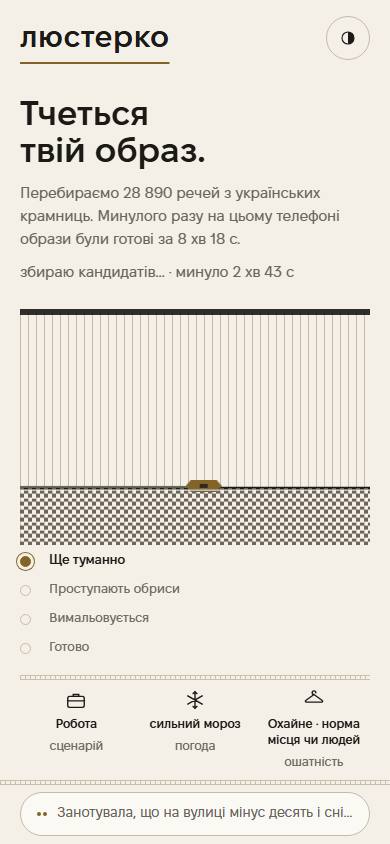 люстерко
Тчеться
твій образ.
Перебираємо 28 890 речей з українських
крамниць. Минулого разу на цьому телефоні
образи були готові за 8 хв 18 с.
збираю кандидатів… · минуло 2 хв 43 с
Ще туманно
Проступають обриси
Вимальовується
Готово
Робота
сценарій
сильний мороз
погода
Охайне · норма
місця чи людей
ошатність
Занотувала, що на вулиці мінус десять і сні…